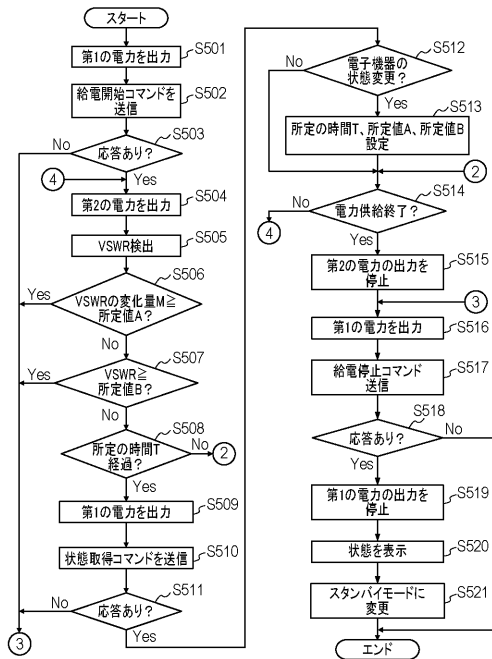 スタート
第1の電力を出力
S501
給電開始コマンドを
送信
S502
S503
応答あり?
No
Yes
4
第2の電力を出力
S504
VSWR検出
S505
S506
VSWRの変化量M≧
所定値A?
Yes
No
S507
VSWR≧
所定値B?
Yes
No
S508
所定の時間T
経過?
No
2
Yes
第1の電力を出力
S509
状態取得コマンドを送信
S510
S511
応答あり?
No
Yes
3
S512
電子機器の
状態変更?
No
Yes
S513
所定の時間T、所定値A、所定値B
設定
2
S514
電力供給終了?
No
4
Yes
第2の電力の出力を
停止
S515
3
第1の電力を出力
S516
給電停止コマンド
送信
S517
S518
応答あり?
No
Yes
第1の電力の出力を
停止
S519
状態を表示
S520
スタンバイモードに
変更
S521
エンド